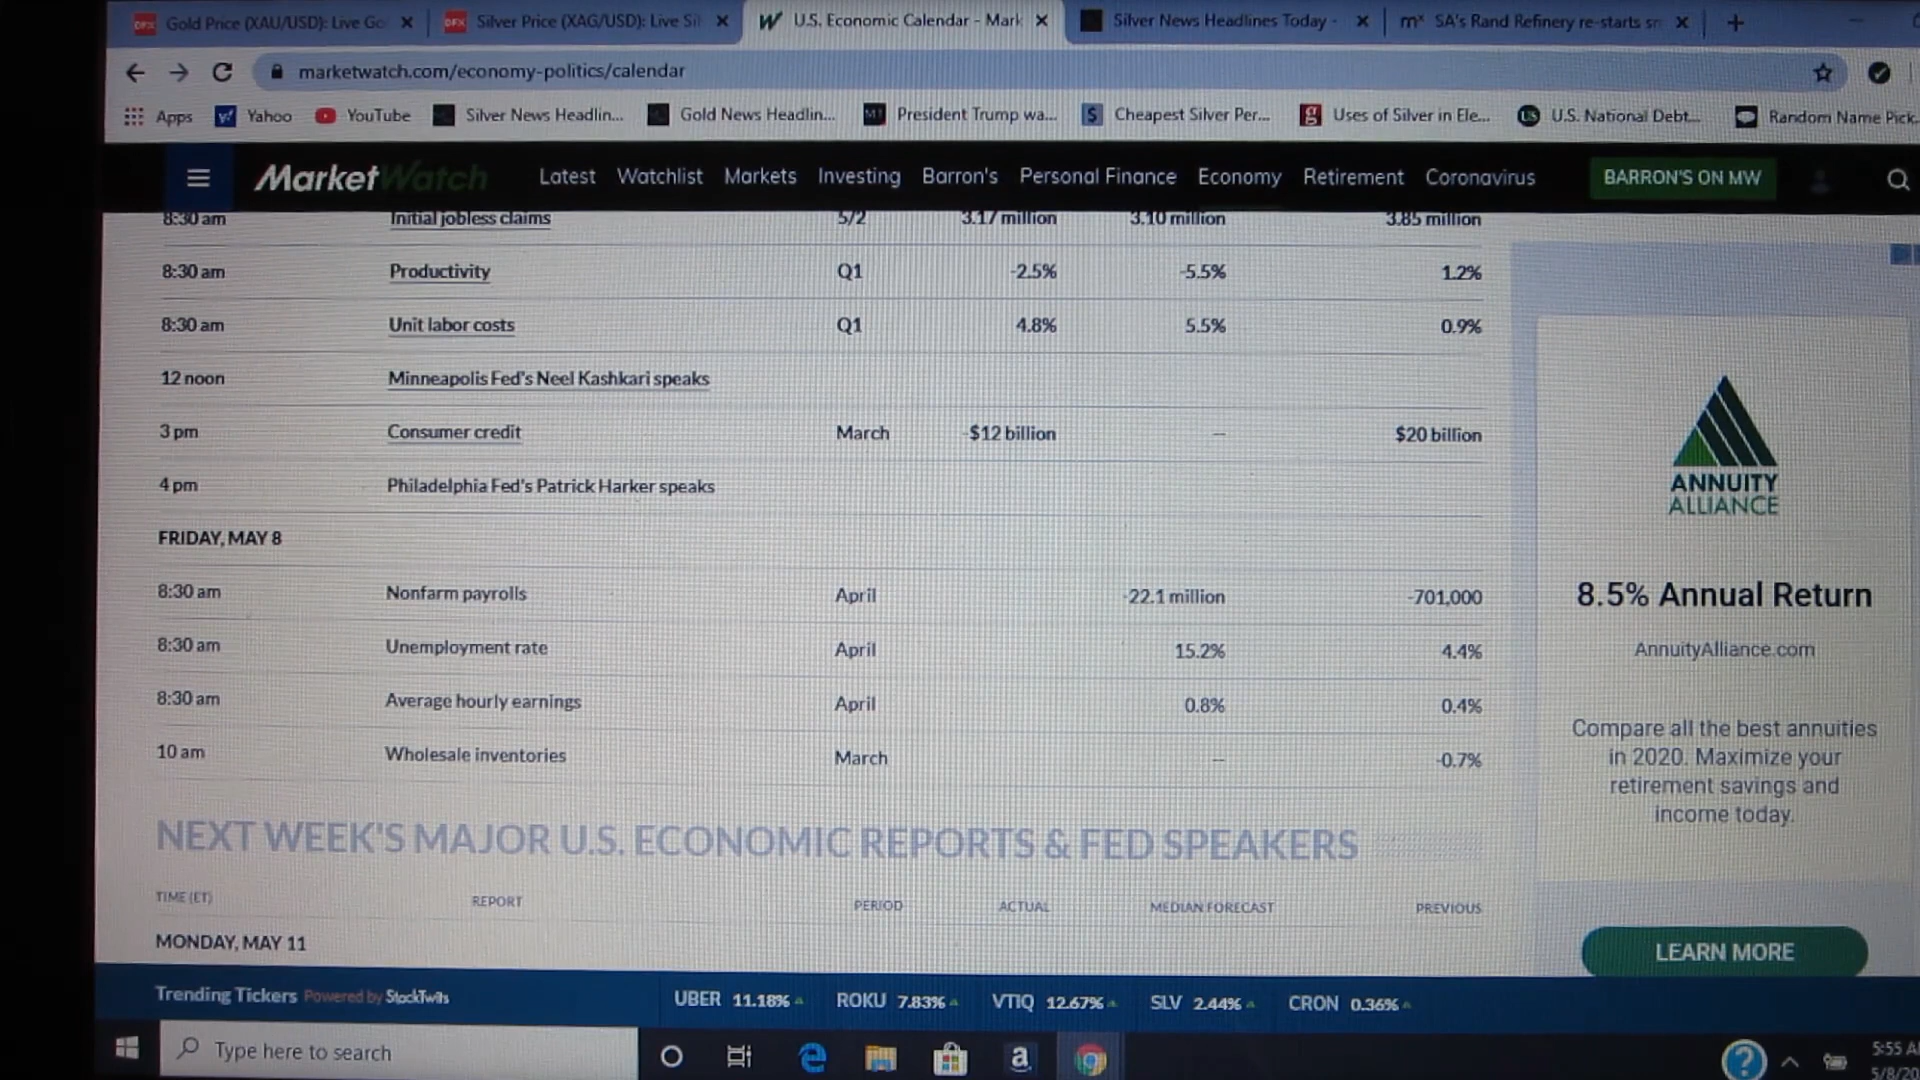 Gold Price (XAU/USD): Live Go
Silver Price (XAG/USD): Live Sil
U.S. Economic Calendar - Mark
Silver News Headlines Today -
SA's Rand Refinery re-starts sm
marketwatch.com/economy-politics/calendar
Apps Yahoo YouTube Silver News Headlin... Gold News Headlin... President Trump wa... Cheapest Silver Per... Uses of Silver in Ele... U.S. National Debt... Random Name Pick
MarketWatch Latest Watchlist Markets Investing Barron's Personal Finance Economy Retirement Coronavirus BARRON'S ON MW
8:30 am Initial jobless claims 5/2 3.17 million 3.10 million 3.85 million
8:30 am Productivity Q1 -2.5% -5.5% 1.2%
8:30 am Unit labor costs Q1 4.8% 5.5% 0.9%
12 noon Minneapolis Fed's Neel Kashkari speaks
3 pm Consumer credit March -$12 billion — $20 billion
4 pm Philadelphia Fed's Patrick Harker speaks
FRIDAY, MAY 8
8:30 am Nonfarm payrolls April -22.1 million -701,000
8:30 am Unemployment rate April 15.2% 4.4%
8:30 am Average hourly earnings April 0.8% 0.4%
10 am Wholesale inventories March — -0.7%
NEXT WEEK'S MAJOR U.S. ECONOMIC REPORTS & FED SPEAKERS
TIME (ET) REPORT PERIOD ACTUAL MEDIAN FORECAST PREVIOUS
MONDAY, MAY 11
ANNUITY
ALLIANCE
8.5% Annual Return
AnnuityAlliance.com
Compare all the best annuities
in 2020. Maximize your
retirement savings and
income today.
LEARN MORE
Trending Tickers Powered by StockTwits UBER 11.18% ROKU 7.83% VTIQ 12.67% SLV 2.44% CRON 0.36%
Type here to search
5:55 A
5/8/20